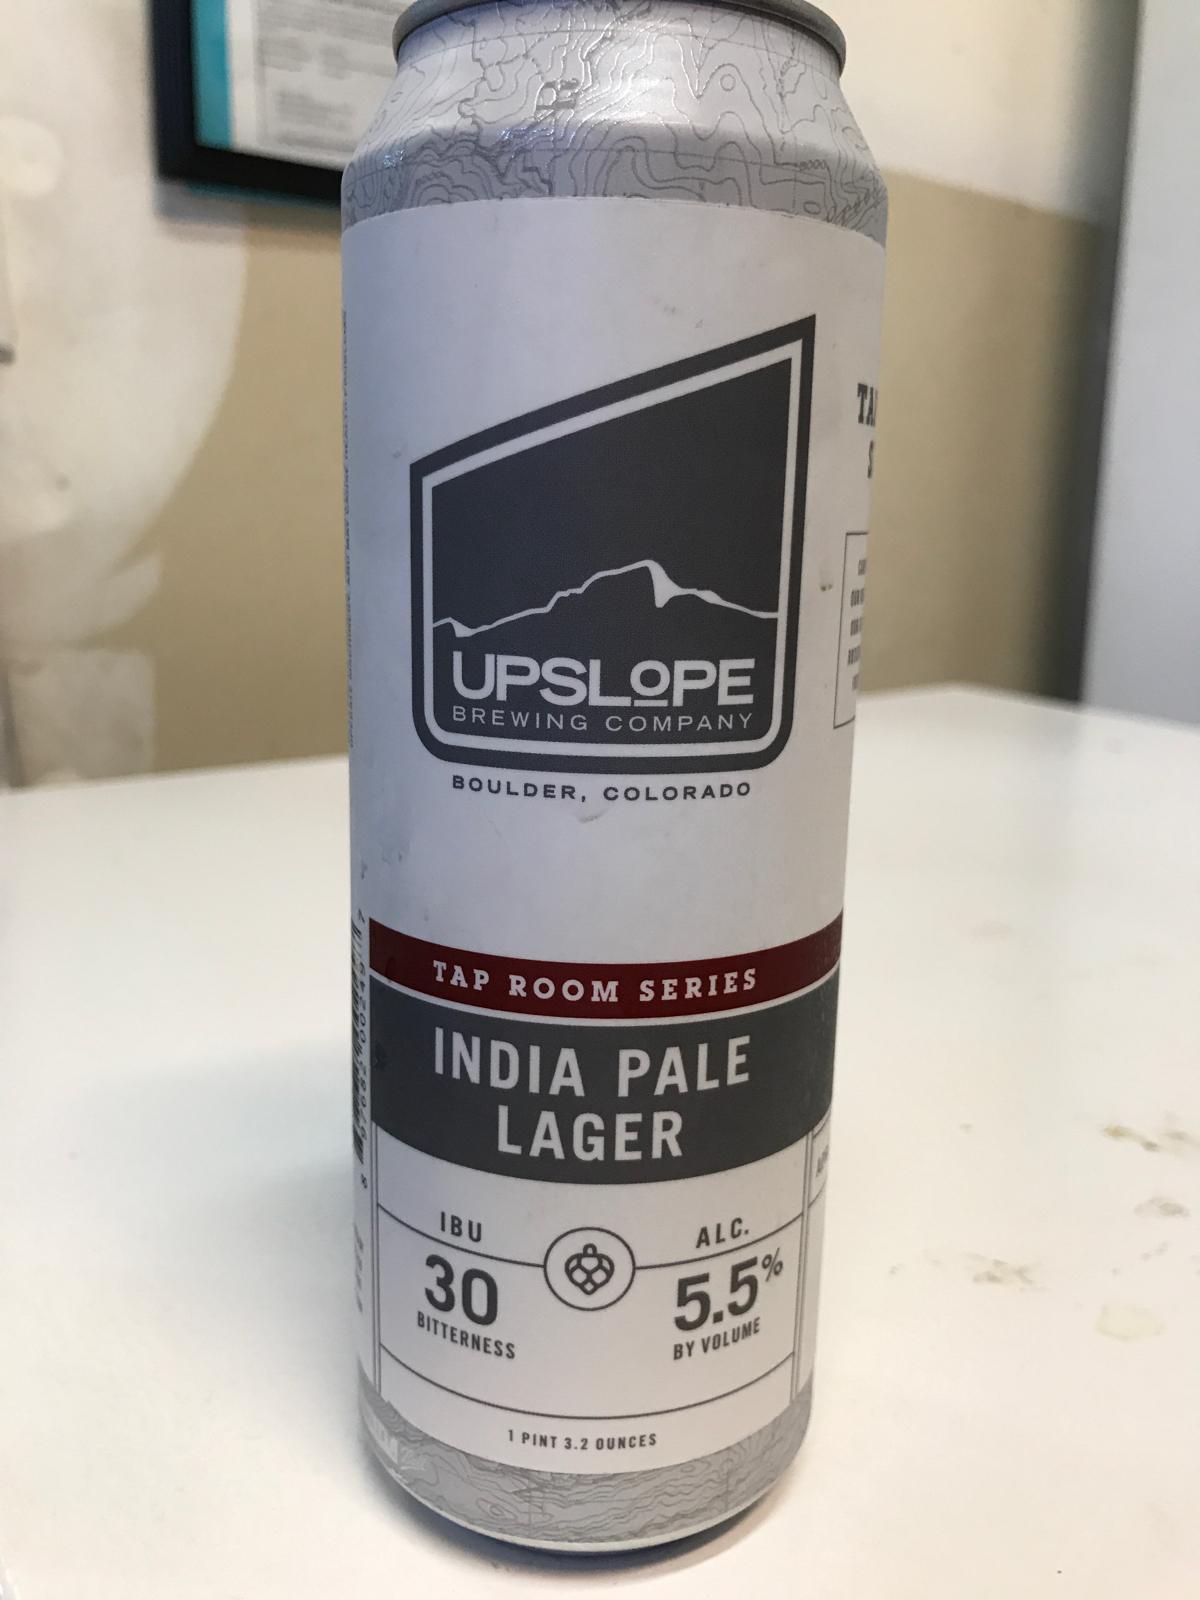 UPSLOPE
BREWING COMPANY
BOULDER, COLORADO
TAP ROOM SERIES
INDIA PALE
LAGER
IBU
30
BITTERNESS
ALC.
5.5%
BY VOLUME
1 PINT 3.2 OUNCES